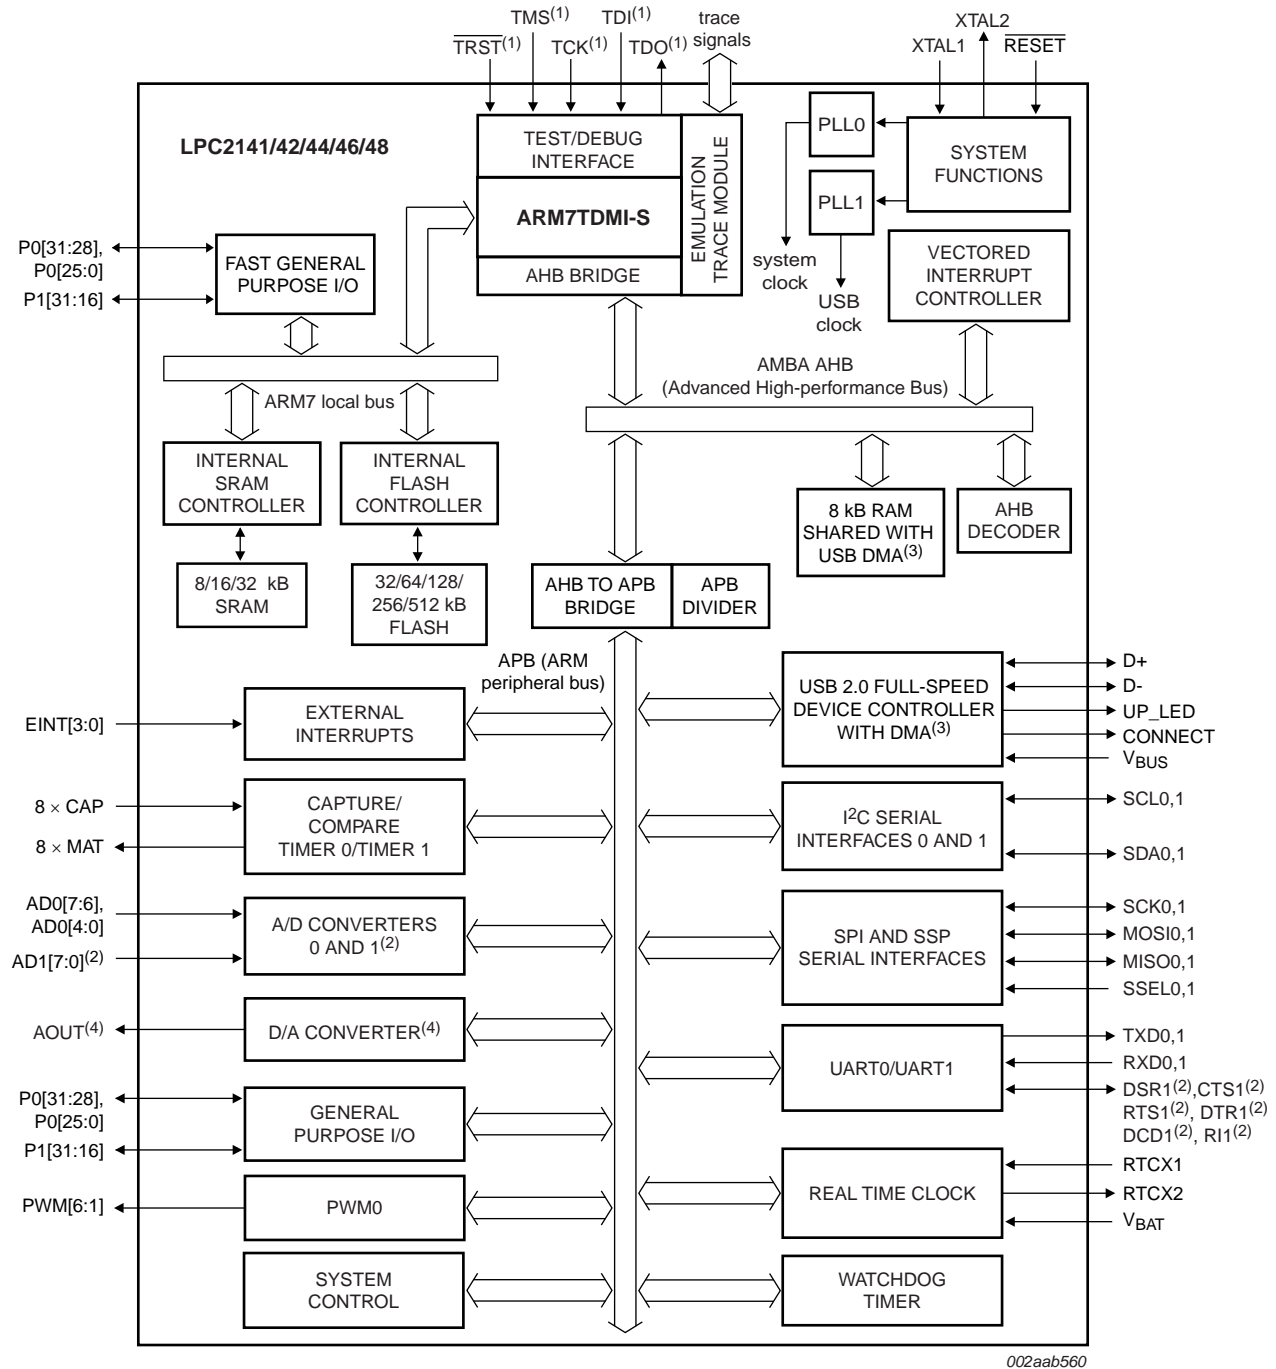 TMS(1)
TDI(1)
trace
signals
TRST(1)
TCK(1)
TDO(1)
XTAL2
XTAL1
RESET
LPC2141/42/44/46/48
TEST/DEBUG
INTERFACE
ARM7TDMI-S
AHB BRIDGE
EMULATION
TRACE MODULE
PLL0
PLL1
SYSTEM
FUNCTIONS
system
clock
USB
clock
VECTORED
INTERRUPT
CONTROLLER
P0[31:28],
P0[25:0]
P1[31:16]
FAST GENERAL
PURPOSE I/O
ARM7 local bus
AMBA AHB
(Advanced High-performance Bus)
INTERNAL
SRAM
CONTROLLER
INTERNAL
FLASH
CONTROLLER
8/16/32 kB
SRAM
32/64/128/
256/512 kB
FLASH
8 kB RAM
SHARED WITH
USB DMA(3)
AHB
DECODER
AHB TO APB
BRIDGE
APB
DIVIDER
APB (ARM
peripheral bus)
EINT[3:0]
EXTERNAL
INTERRUPTS
8 × CAP
8 × MAT
CAPTURE/
COMPARE
TIMER 0/TIMER 1
AD0[7:6],
AD0[4:0]
AD1[7:0](2)
A/D CONVERTERS
0 AND 1(2)
AOUT(4)
D/A CONVERTER(4)
P0[31:28],
P0[25:0]
P1[31:16]
GENERAL
PURPOSE I/O
PWM[6:1]
PWM0
SYSTEM
CONTROL
USB 2.0 FULL-SPEED
DEVICE CONTROLLER
WITH DMA(3)
D+
D-
UP_LED
CONNECT
VBUS
I2C SERIAL
INTERFACES 0 AND 1
SCL0,1
SDA0,1
SPI AND SSP
SERIAL INTERFACES
SCK0,1
MOSI0,1
MISO0,1
SSEL0,1
UART0/UART1
TXD0,1
RXD0,1
DSR1(2),CTS1(2)
RTS1(2), DTR1(2)
DCD1(2), RI1(2)
REAL TIME CLOCK
RTCX1
RTCX2
VBAT
WATCHDOG
TIMER
002aab560